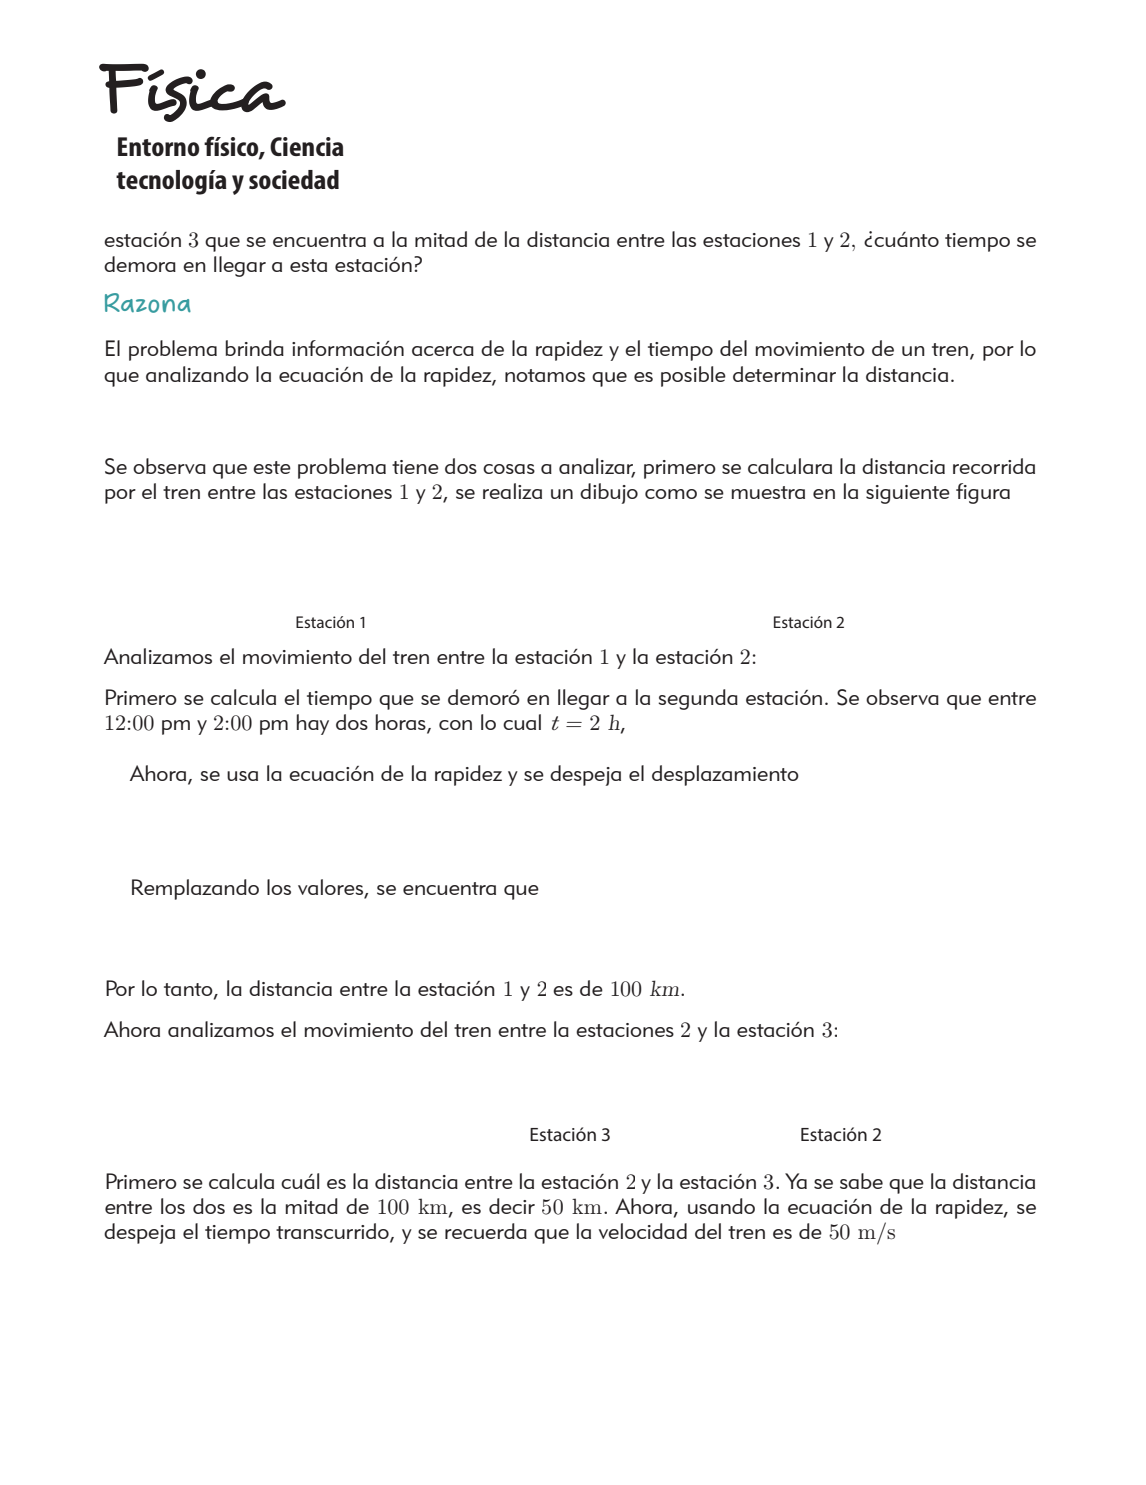 Física
Entorno físico, Ciencia
tecnología y sociedad
estación 3 que se encuentra a la mitad de la distancia entre las estaciones 1 y 2, ¿cuánto tiempo se
demora en llegar a esta estación?
Razona
El problema brinda información acerca de la rapidez y el tiempo del movimiento de un tren, por lo
que analizando la ecuación de la rapidez, notamos que es posible determinar la distancia.
Se observa que este problema tiene dos cosas a analizar, primero se calculara la distancia recorrida
por el tren entre las estaciones 1 y 2, se realiza un dibujo como se muestra en la siguiente figura
Estación 1 Estación 2
Analizamos el movimiento del tren entre la estación 1 y la estación 2:
Primero se calcula el tiempo que se demoró en llegar a la segunda estación. Se observa que entre
12:00 pm y 2:00 pm hay dos horas, con lo cual t = 2 h,
Ahora, se usa la ecuación de la rapidez y se despeja el desplazamiento
Remplazando los valores, se encuentra que
Por lo tanto, la distancia entre la estación 1 y 2 es de 100 km.
Ahora analizamos el movimiento del tren entre la estaciones 2 y la estación 3:
Estación 3 Estación 2
Primero se calcula cuál es la distancia entre la estación 2 y la estación 3. Ya se sabe que la distancia
entre los dos es la mitad de 100 km, es decir 50 km. Ahora, usando la ecuación de la rapidez, se
despeja el tiempo transcurrido, y se recuerda que la velocidad del tren es de 50 m/s